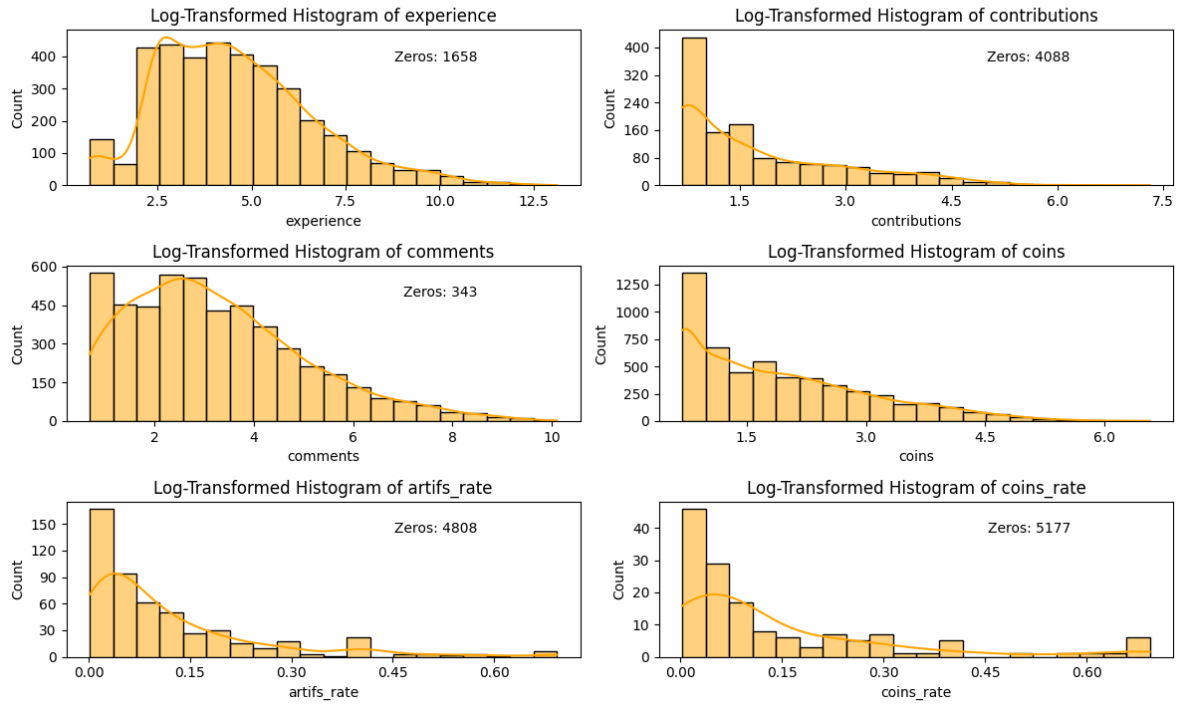 Log-Transformed Histogram of experience
400
300
200
100
0
Count
Zeros: 1658
2.5 5.0 7.5 10.0 12.5
experience
Log-Transformed Histogram of contributions
400
320
240
160
80
0
Count
Zeros: 4088
1.5 3.0 4.5 6.0 7.5
contributions
Log-Transformed Histogram of comments
600
450
300
150
0
Count
Zeros: 343
2 4 6 8 10
comments
Log-Transformed Histogram of coins
1250
1000
750
500
250
0
Count
1.5 3.0 4.5 6.0
coins
Log-Transformed Histogram of artifs_rate
150
120
90
60
30
0
Count
Zeros: 4808
0.00 0.15 0.30 0.45 0.60
artifs_rate
Log-Transformed Histogram of coins_rate
40
30
20
10
0
Count
Zeros: 5177
0.00 0.15 0.30 0.45 0.60
coins_rate